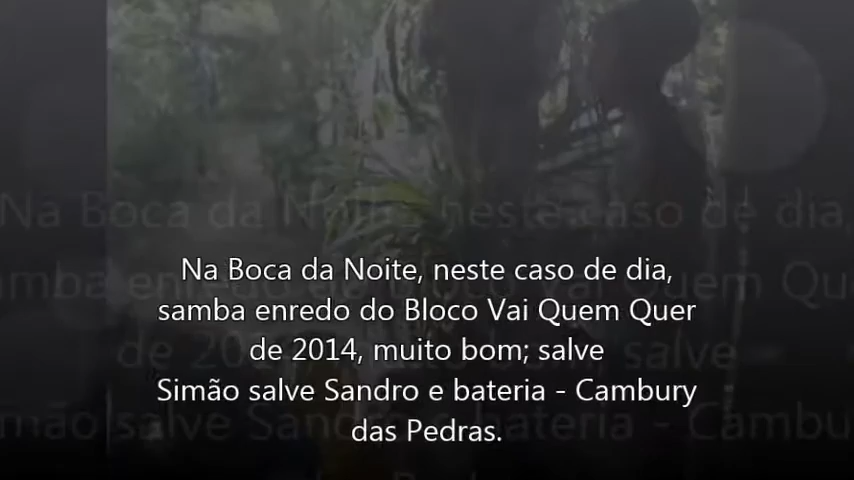 Na Boca da Noite, neste caso de dia,
samba enredo do Bloco Vai Quem Quer
de 2014, muito bom; salve
Simão salve Sandro e bateria - Cambury
das Pedras.